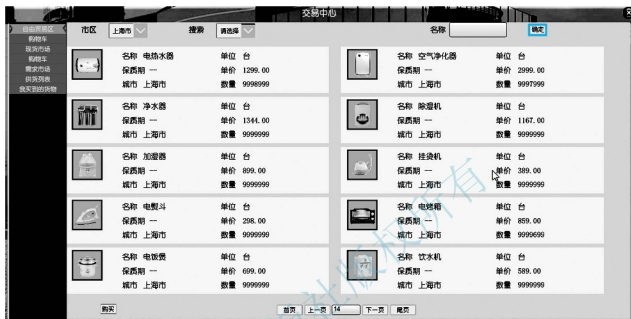 交易中心
自由贸易区
购物车
现货市场
购物车
需求市场
供货列表
我买到的货物
市区 上海市 搜索 请选择 名称 确定
名称 电热水器 单位 台
保质期 一 单价 1299.00
城市 上海市 数量 9998999
名称 空气净化器 单位 台
保质期 一 单价 2999.00
城市 上海市 数量 9997999
名称 净水器 单位 台
保质期 一 单价 1344.00
城市 上海市 数量 9999999
名称 除湿机 单位 台
保质期 一 单价 1167.00
城市 上海市 数量 9999999
名称 加湿器 单位 台
保质期 一 单价 899.00
城市 上海市 数量 9999999
名称 挂烫机 单位 台
保质期 一 单价 389.00
城市 上海市 数量 9999999
名称 电熨斗 单位 台
保质期 一 单价 298.00
城市 上海市 数量 9999999
名称 电烤箱 单位 台
保质期 一 单价 859.00
城市 上海市 数量 9999699
名称 电饭煲 单位 台
保质期 一 单价 699.00
城市 上海市 数量 9999999
名称 饮水机 单位 台
保质期 一 单价 589.00
城市 上海市 数量 9999999
购买 首页 上一页 14 下一页 尾页
社版权所有